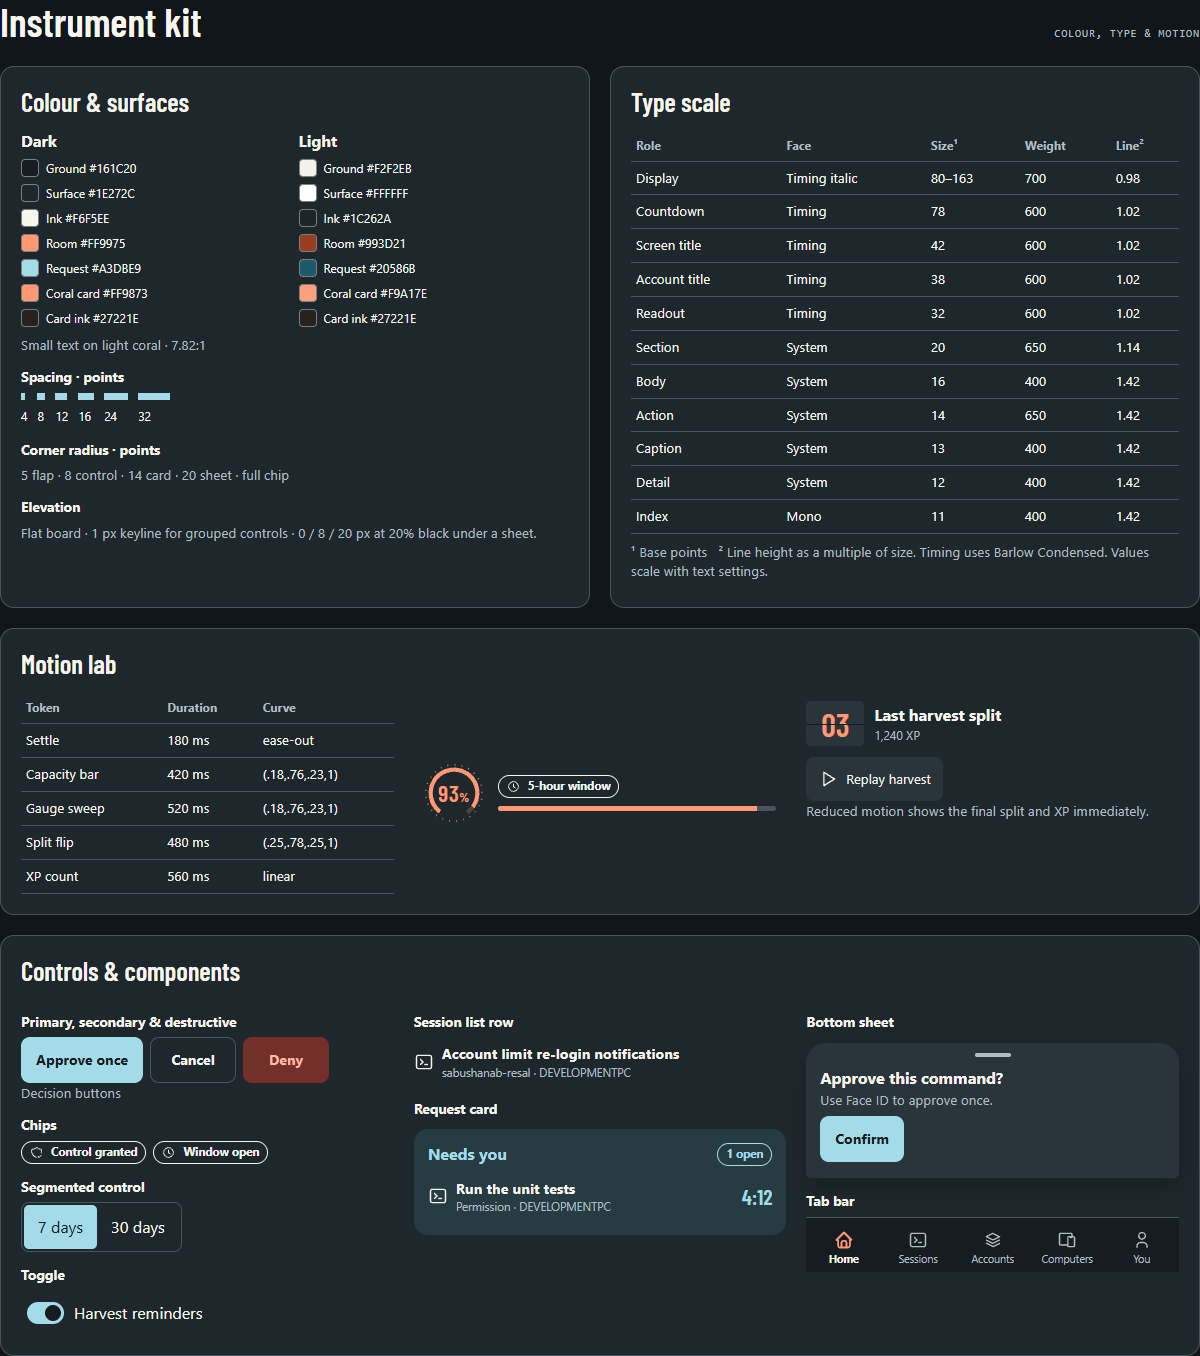 Instrument kit
COLOUR, TYPE & MOTION
Colour & surfaces
Dark
Ground #161C20
Surface #1E272C
Ink #F6F5EE
Room #FF9975
Request #A3DBE9
Coral card #FF9873
Card ink #27221E
Light
Ground #F2F2EB
Surface #FFFFFF
Ink #1C262A
Room #993D21
Request #20586B
Coral card #F9A17E
Card ink #27221E
Small text on light coral · 7.82:1
Spacing · points
4 8 12 16 24 32
Corner radius · points
5 flap · 8 control · 14 card · 20 sheet · full chip
Elevation
Flat board · 1 px keyline for grouped controls · 0 / 8 / 20 px at 20% black under a sheet.
Type scale
Role Face Size¹ Weight Line²
Display Timing italic 80–163 700 0.98
Countdown Timing 78 600 1.02
Screen title Timing 42 600 1.02
Account title Timing 38 600 1.02
Readout Timing 32 600 1.02
Section System 20 650 1.14
Body System 16 400 1.42
Action System 14 650 1.42
Caption System 13 400 1.42
Detail System 12 400 1.42
Index Mono 11 400 1.42
¹ Base points ² Line height as a multiple of size. Timing uses Barlow Condensed. Values
scale with text settings.
Motion lab
Token Duration Curve
Settle 180 ms ease-out
Capacity bar 420 ms (.18,.76,.23,1)
Gauge sweep 520 ms (.18,.76,.23,1)
Split flip 480 ms (.25,.78,.25,1)
XP count 560 ms linear
93%
5-hour window
03
Last harvest split
1,240 XP
Replay harvest
Reduced motion shows the final split and XP immediately.
Controls & components
Primary, secondary & destructive
Approve once
Cancel
Deny
Decision buttons
Chips
Control granted
Window open
Segmented control
7 days
30 days
Toggle
Harvest reminders
Session list row
Account limit re-login notifications
sabushanab-resal · DEVELOPMENTPC
Request card
Needs you
1 open
Run the unit tests
Permission · DEVELOPMENTPC
4:12
Bottom sheet
Approve this command?
Use Face ID to approve once.
Confirm
Tab bar
Home
Sessions
Accounts
Computers
You